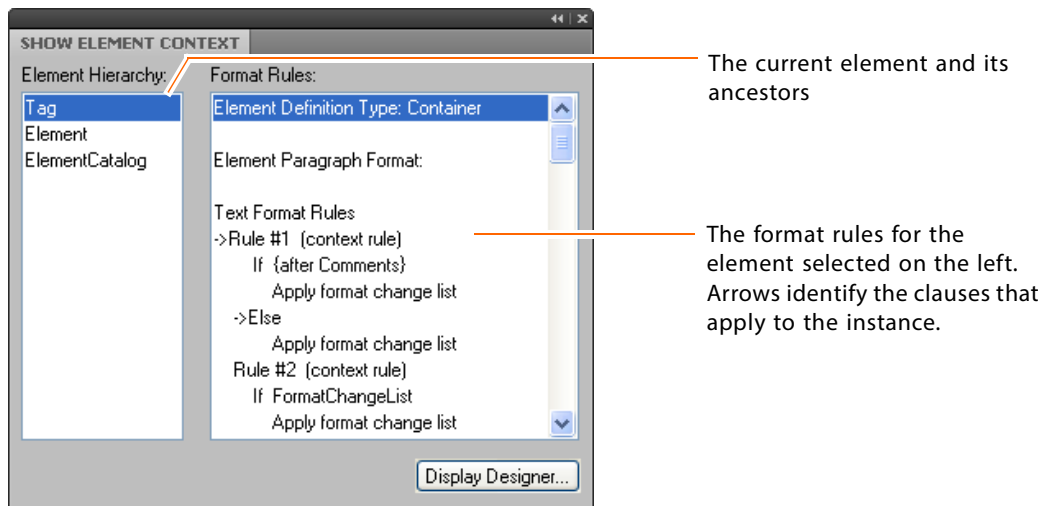 SHOW ELEMENT CONTEXT
Element Hierarchy:
Tag
Element
ElementCatalog
Format Rules:
Element Definition Type: Container
Element Paragraph Format:
Text Format Rules
->Rule #1 (context rule)
If {after Comments}
Apply format change list
->Else
Apply format change list
Rule #2 (context rule)
If FormatChangeList
Apply format change list
Display Designer...
The current element and its
ancestors
The format rules for the
element selected on the left.
Arrows identify the clauses that
apply to the instance.